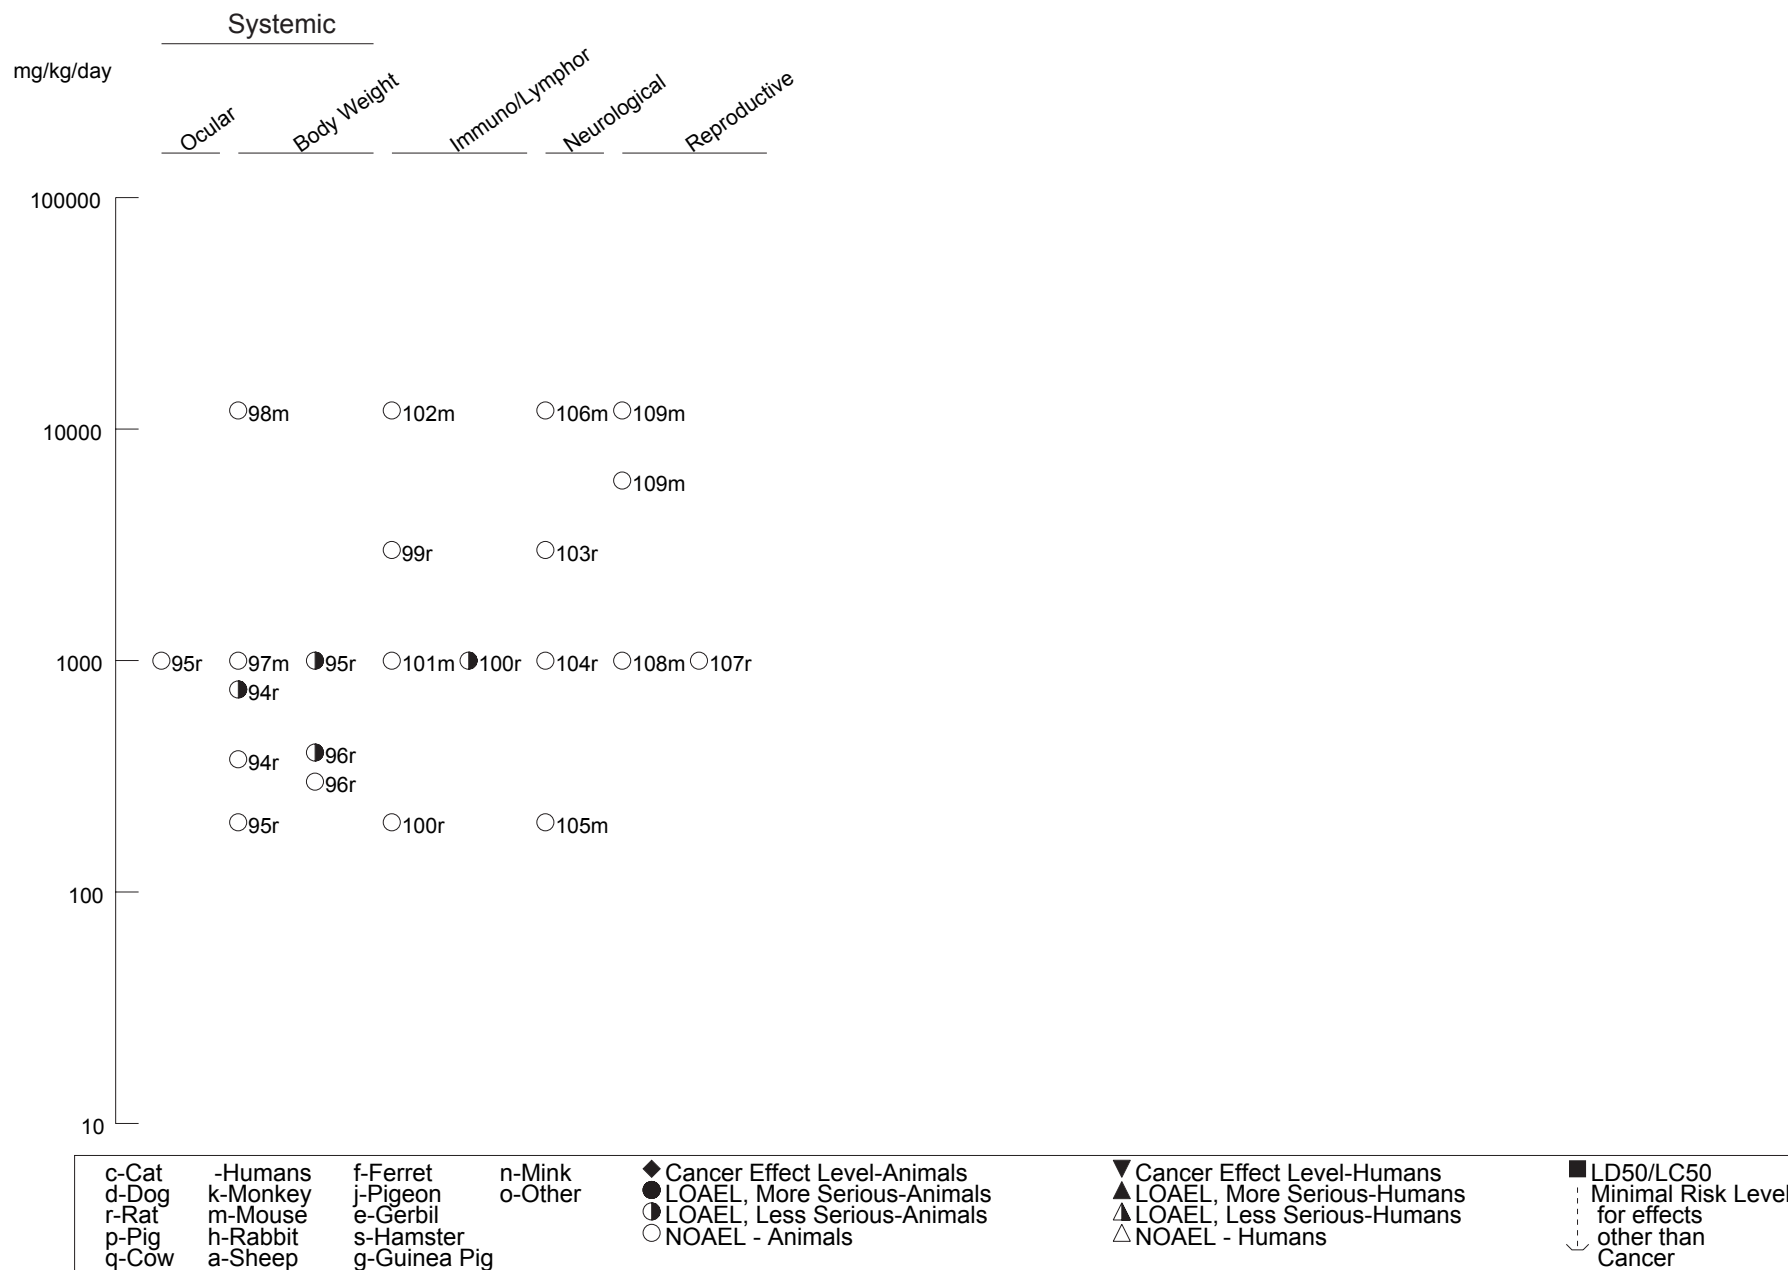 Systemic
mg/kg/day
Ocular
Body Weight
Immuno/Lymphor
Neurological
Reproductive
100000
98m 102m 106m 109m
10000
109m
99r 103r
1000
95r 97m 95r 101m 100r 104r 108m 107r
94r
94r 96r
96r
95r 100r 105m
100
10
c-Cat -Humans f-Ferret n-Mink Cancer Effect Level-Animals Cancer Effect Level-Humans LD50/LC50
d-Dog k-Monkey j-Pigeon o-Other LOAEL, More Serious-Animals LOAEL, More Serious-Humans Minimal Risk Level
r-Rat m-Mouse e-Gerbil LOAEL, Less Serious-Animals LOAEL, Less Serious-Humans for effects
p-Pig h-Rabbit s-Hamster NOAEL - Animals NOAEL - Humans other than
q-Cow a-Sheep g-Guinea Pig Cancer